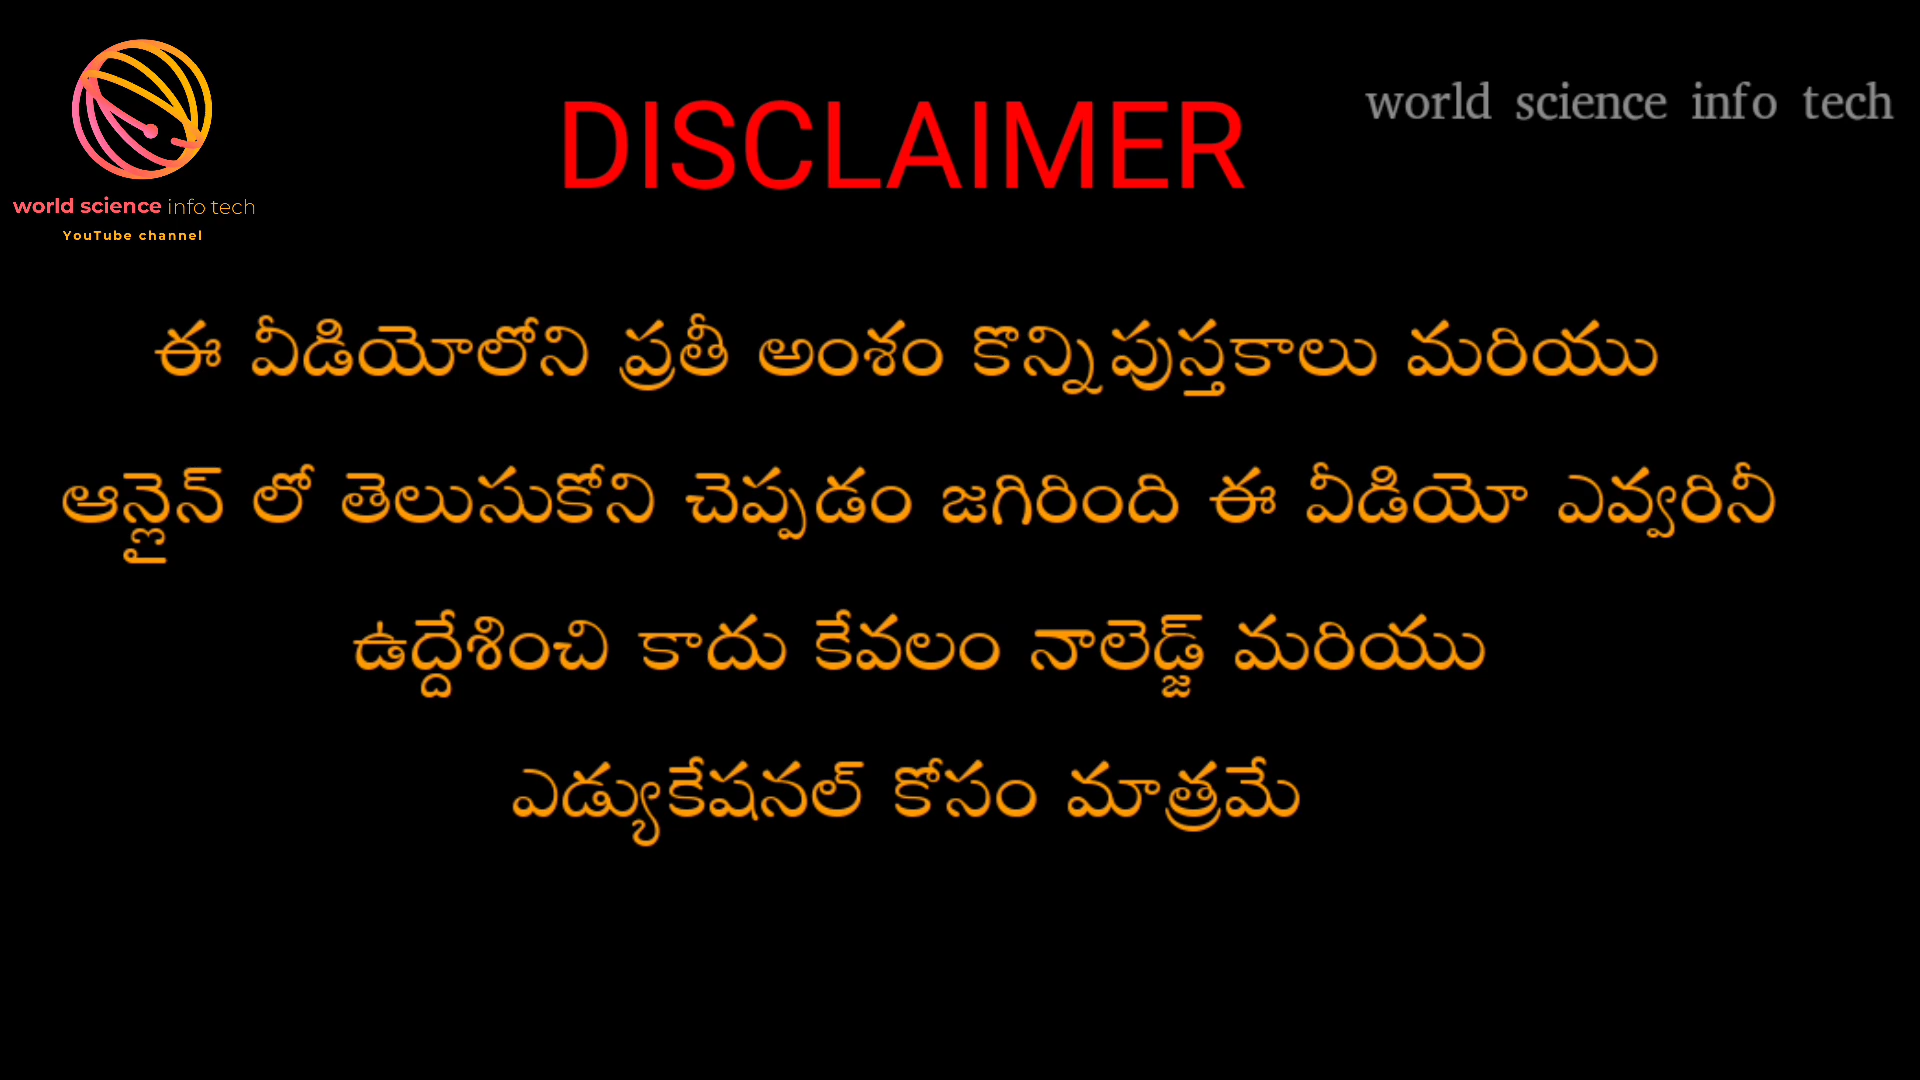 world science info tech
YouTube channel
DISCLAIMER
world science info tech
ఈ వీడియోలోని ప్రతీ అంశం కొన్నిపుస్తకాలు మరియు
ఆన్లైన్ లో తెలుసుకోని చెప్పడం జగిరింది ఈ వీడియో ఎవ్వరినీ
ఉద్దేశించి కాదు కేవలం నాలెడ్జ్ మరియు
ఎడ్యుకేషనల్ కోసం మాత్రమే